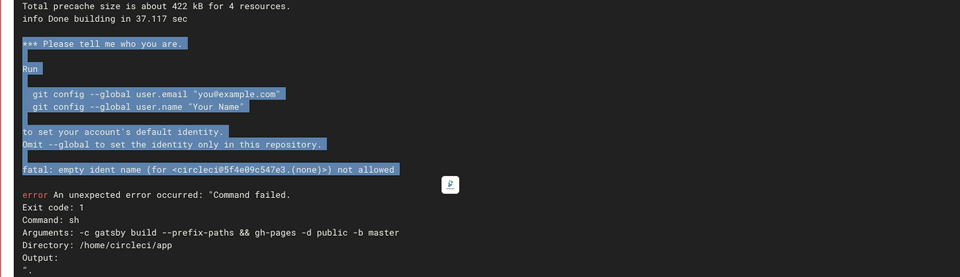 Total precache size is about 422 kB for 4 resources.
info Done building in 37.117 sec
*** Please tell me who you are.
Run
git config --global user.email "you@example.com"
git config --global user.name "Your Name"
to set your account's default identity.
Omit --global to set the identity only in this repository.
fatal: empty ident name (for <circleci@5f4e09c547e3.(none)>) not allowed
error An unexpected error occurred: "Command failed.
Exit code: 1
Command: sh
Arguments: -c gatsby build --prefix-paths && gh-pages -d public -b master
Directory: /home/circleci/app
Output:
".